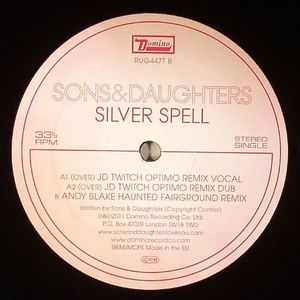 Domino
RUG447T B
SONS&DAUGHTERS
SILVER SPELL
33⅓ RPM
STEREO SINGLE
A1 (OVER) JD TWITCH OPTIMO REMIX VOCAL
A2 (OVER) JD TWITCH OPTIMO REMIX DUB
B ANDY BLAKE HAUNTED FAIRGROUND REMIX
Written by Sons & Daughters (Copyright Control)
℗&©2011 Domino Recording Co. Ltd.
P.O. Box 47029 London SW18 1WD
www.sonsanddaughtersloveyou.com
www.dominorecordco.com
BIEM/MCPS Made in the EU